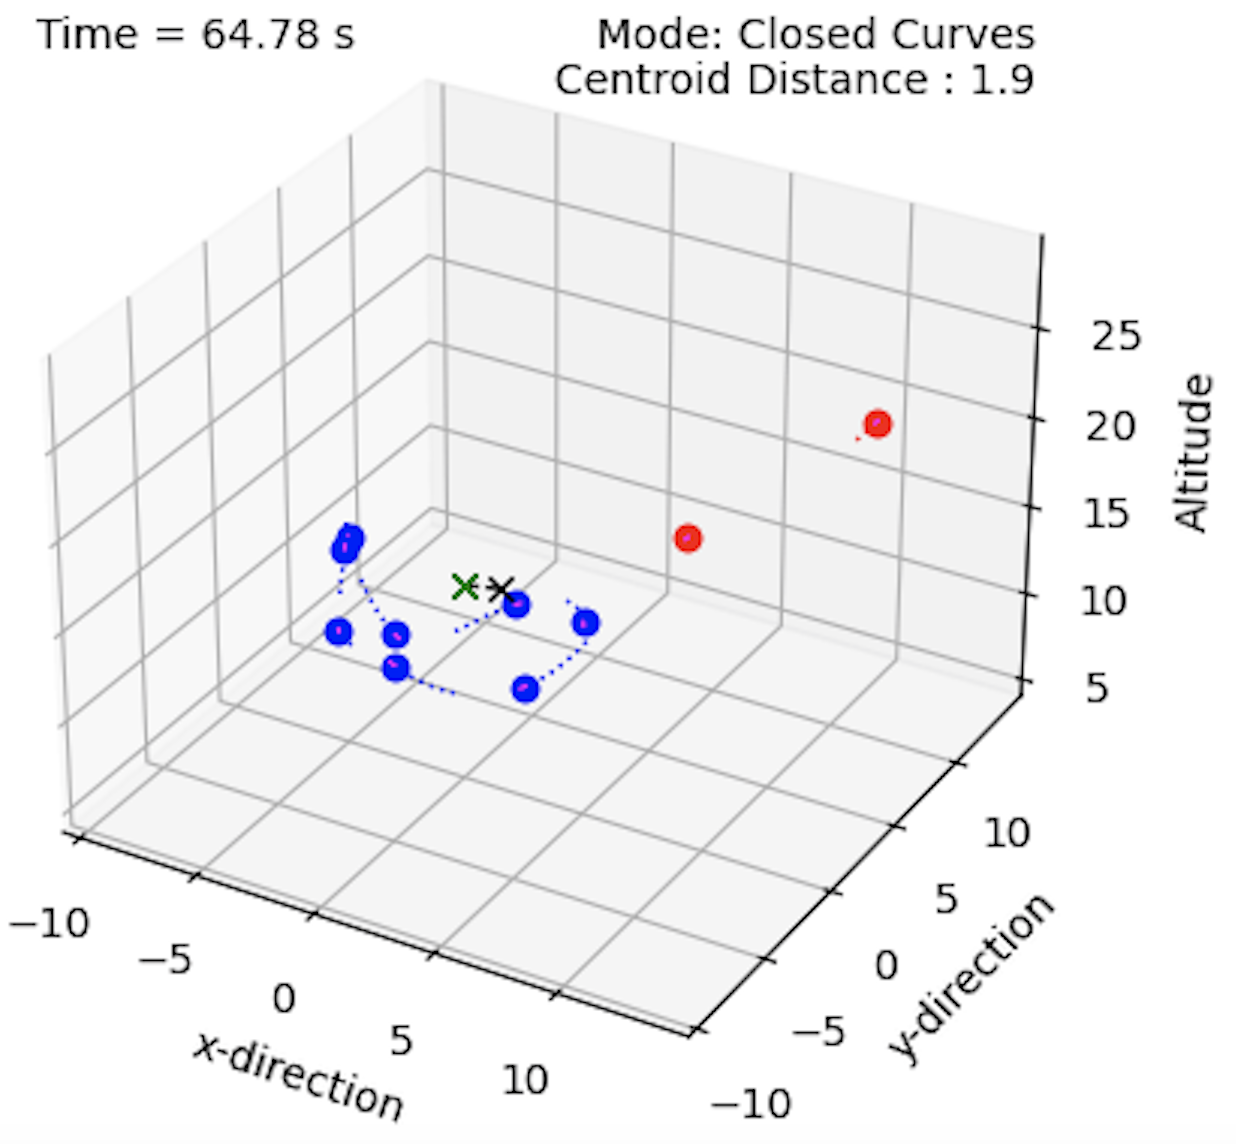 Time = 64.78 s
Mode: Closed Curves
Centroid Distance : 1.9
25
20
15
10
5
Altitude
10
5
0
−5
−10
y-direction
−10
−5
0
5
10
x-direction